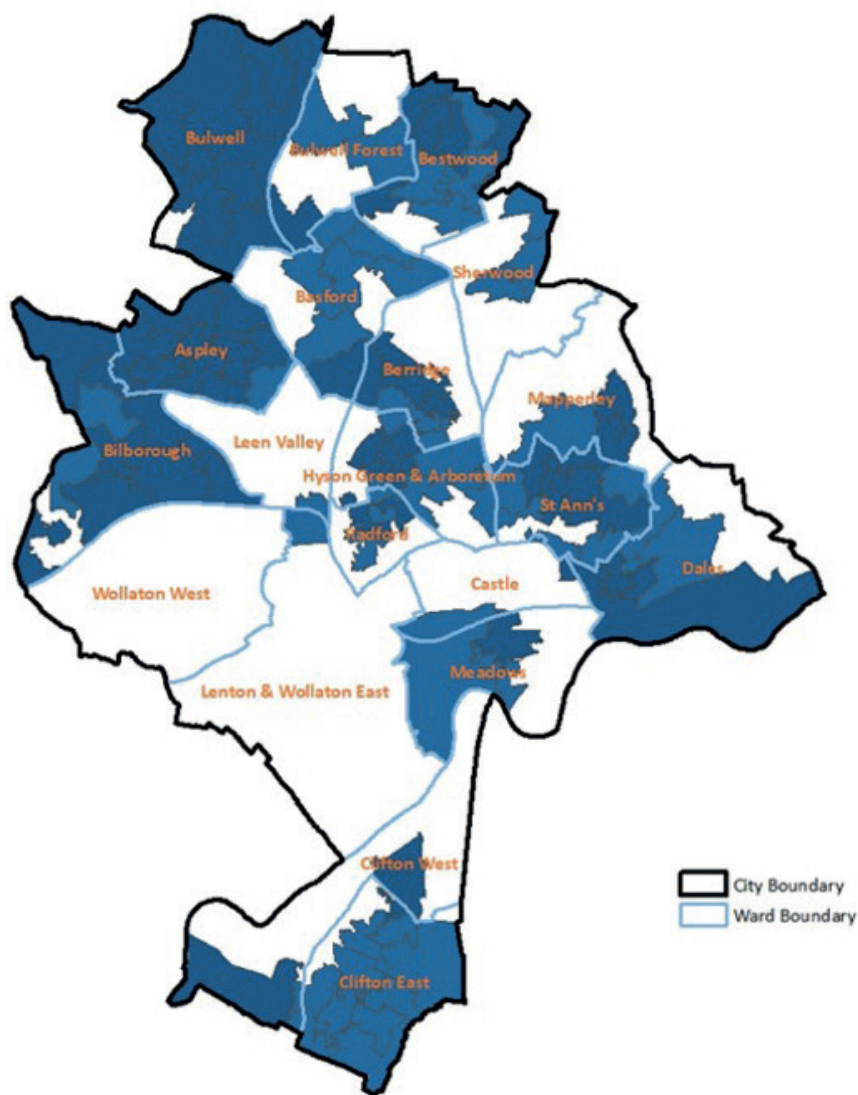 Bulwell
Bulwell Forest
Bestwood
Sherwood
Basford
Aspley
Berridge
Mapperley
Leen Valley
Bilborough
Hyson Green & Arboretum
St Ann's
Radford
Dales
Castle
Wollaton West
Meadows
Lenton & Wollaton East
Clifton West
City Boundary
Ward Boundary
Clifton East